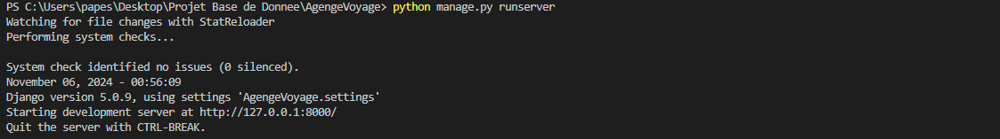 PS C:\Users\papes\Desktop\Projet Base de Donnee\AgengeVoyage> python manage.py runserver
Watching for file changes with StatReloader
Performing system checks...
System check identified no issues (0 silenced).
November 06, 2024 - 00:56:09
Django version 5.0.9, using settings 'AgengeVoyage.settings'
Starting development server at http://127.0.0.1:8000/
Quit the server with CTRL-BREAK.